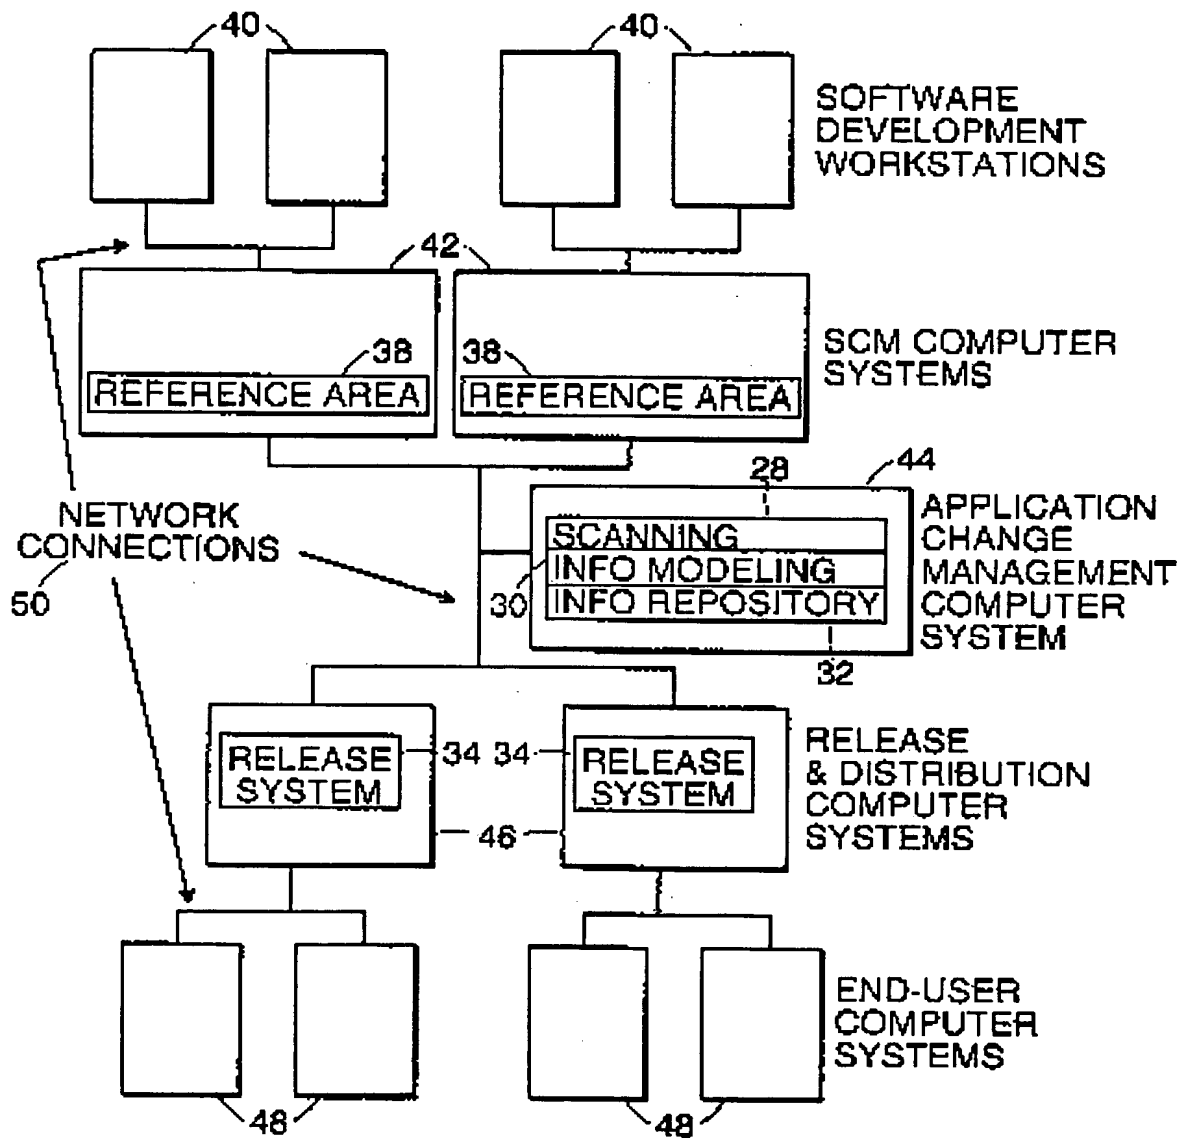 40 40
SOFTWARE
DEVELOPMENT
WORKSTATIONS
42
SCM COMPUTER
SYSTEMS
38 38
REFERENCE AREA REFERENCE AREA
28 44
NETWORK
CONNECTIONS
50
SCANNING
30 INFO MODELING
INFO REPOSITORY
32
APPLICATION
CHANGE
MANAGEMENT
COMPUTER
SYSTEM
RELEASE
SYSTEM
34 34
RELEASE
SYSTEM
46
RELEASE
& DISTRIBUTION
COMPUTER
SYSTEMS
END-USER
COMPUTER
SYSTEMS
48 48